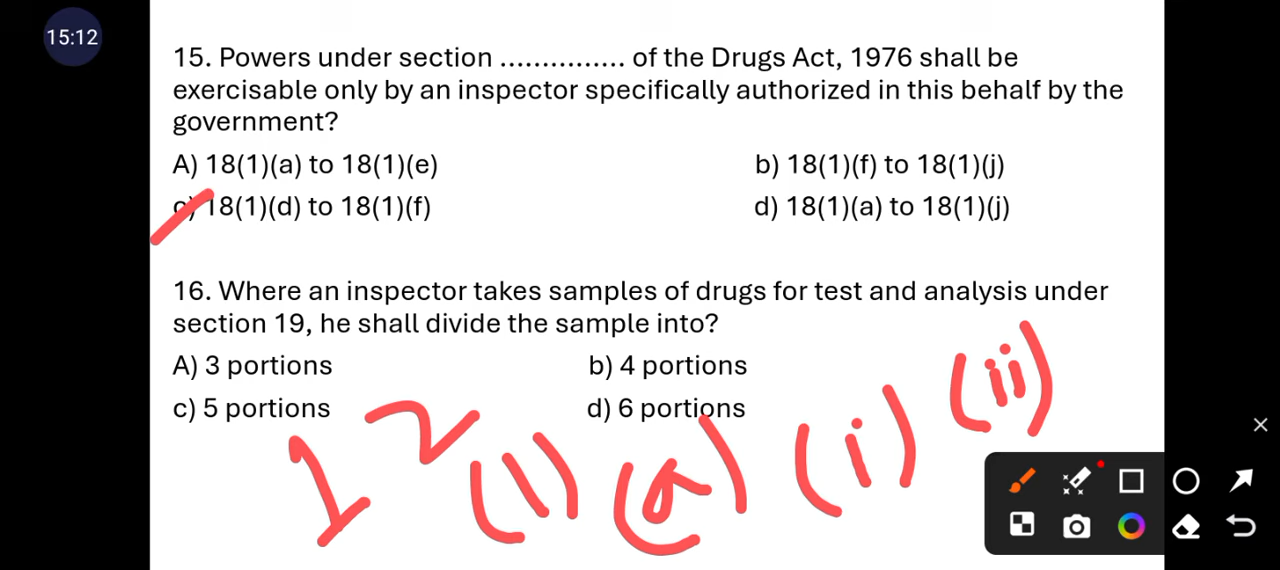 15:12
15. Powers under section ............... of the Drugs Act, 1976 shall be
exercisable only by an inspector specifically authorized in this behalf by the
government?
A) 18(1)(a) to 18(1)(e) b) 18(1)(f) to 18(1)(j)
c) 18(1)(d) to 18(1)(f) d) 18(1)(a) to 18(1)(j)
16. Where an inspector takes samples of drugs for test and analysis under
section 19, he shall divide the sample into?
A) 3 portions b) 4 portions
c) 5 portions d) 6 portions
1 2 (1) (a) (i) (ii)